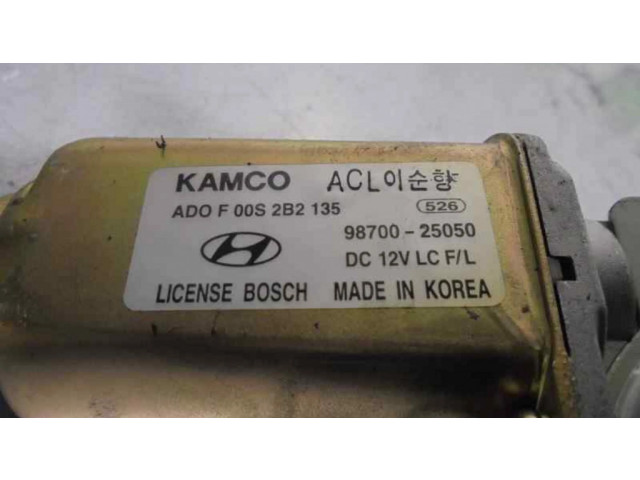 KAMCO ACL이순항
ADO F 00S 2B2 135 526
98700-25050
DC 12V LC F/L
LICENSE BOSCH MADE IN KOREA